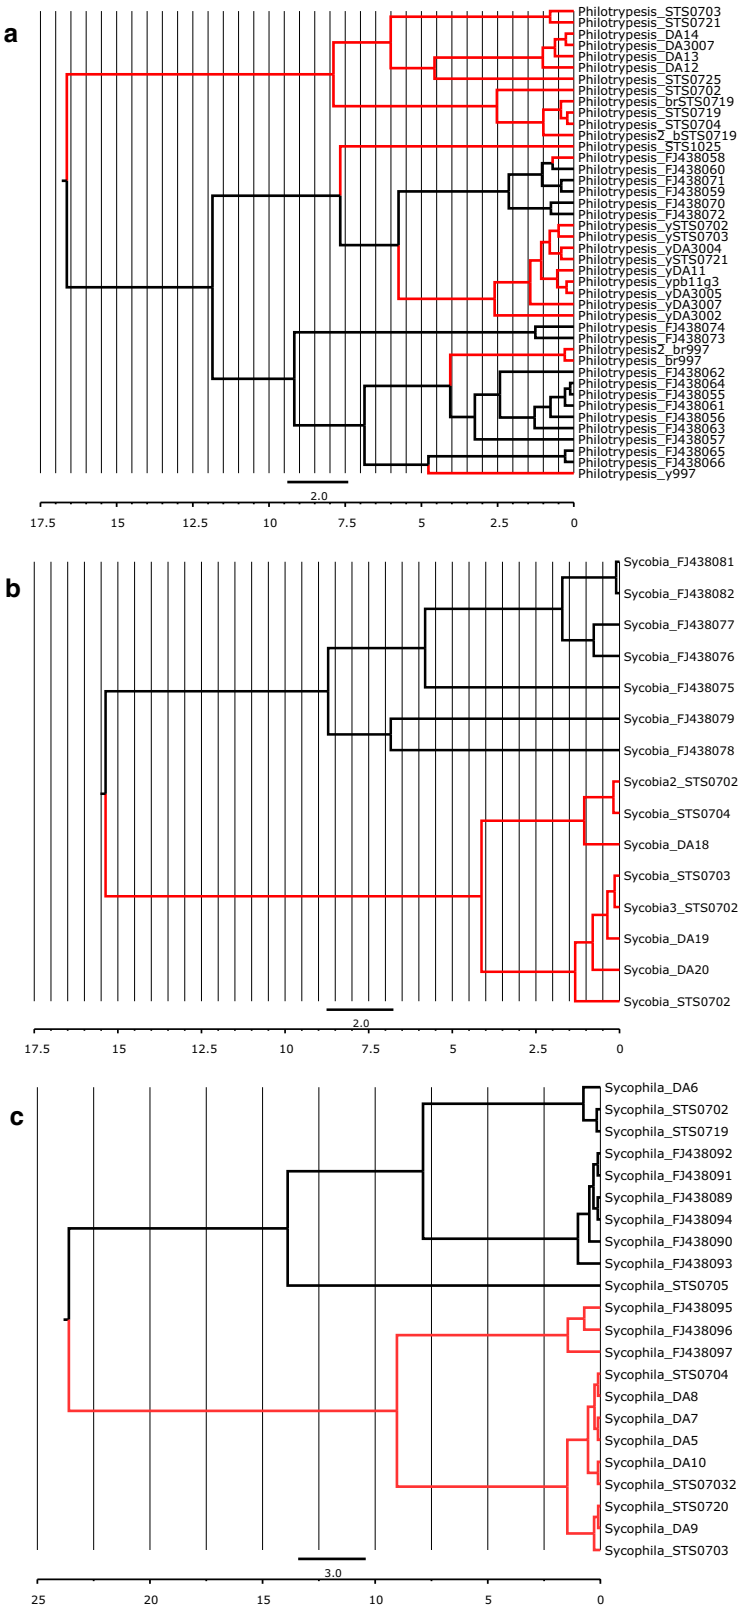 a
Philotrypesis_STS0703
Philotrypesis_STS0721
Philotrypesis_DA14
Philotrypesis_DA3007
Philotrypesis_DA13
Philotrypesis_DA12
Philotrypesis_STS0725
Philotrypesis_STS0702
Philotrypesis_brSTS0719
Philotrypesis_STS0719
Philotrypesis_STS0704
Philotrypesis2_bSTS0719
Philotrypesis_STS1025
Philotrypesis_FJ438058
Philotrypesis_FJ438060
Philotrypesis_FJ438071
Philotrypesis_FJ438059
Philotrypesis_FJ438070
Philotrypesis_FJ438072
Philotrypesis_ySTS0702
Philotrypesis_ySTS0703
Philotrypesis_yDA3004
Philotrypesis_ySTS0721
Philotrypesis_yDA11
Philotrypesis_ypb11g3
Philotrypesis_yDA3005
Philotrypesis_yDA3007
Philotrypesis_yDA3002
Philotrypesis_FJ438074
Philotrypesis_FJ438073
Philotrypesis2_br997
Philotrypesis_br997
Philotrypesis_FJ438062
Philotrypesis_FJ438064
Philotrypesis_FJ438055
Philotrypesis_FJ438061
Philotrypesis_FJ438056
Philotrypesis_FJ438063
Philotrypesis_FJ438057
Philotrypesis_FJ438065
Philotrypesis_FJ438066
Philotrypesis_y997
2.0
17.5 15 12.5 10 7.5 5 2.5 0
b
Sycobia_FJ438081
Sycobia_FJ438082
Sycobia_FJ438077
Sycobia_FJ438076
Sycobia_FJ438075
Sycobia_FJ438079
Sycobia_FJ438078
Sycobia2_STS0702
Sycobia_STS0704
Sycobia_DA18
Sycobia_STS0703
Sycobia3_STS0702
Sycobia_DA19
Sycobia_DA20
Sycobia_STS0702
2.0
17.5 15 12.5 10 7.5 5 2.5 0
c
Sycophila_DA6
Sycophila_STS0702
Sycophila_STS0719
Sycophila_FJ438092
Sycophila_FJ438091
Sycophila_FJ438089
Sycophila_FJ438094
Sycophila_FJ438090
Sycophila_FJ438093
Sycophila_STS0705
Sycophila_FJ438095
Sycophila_FJ438096
Sycophila_FJ438097
Sycophila_STS0704
Sycophila_DA8
Sycophila_DA7
Sycophila_DA5
Sycophila_DA10
Sycophila_STS07032
Sycophila_STS0720
Sycophila_DA9
Sycophila_STS0703
3.0
25 20 15 10 5 0